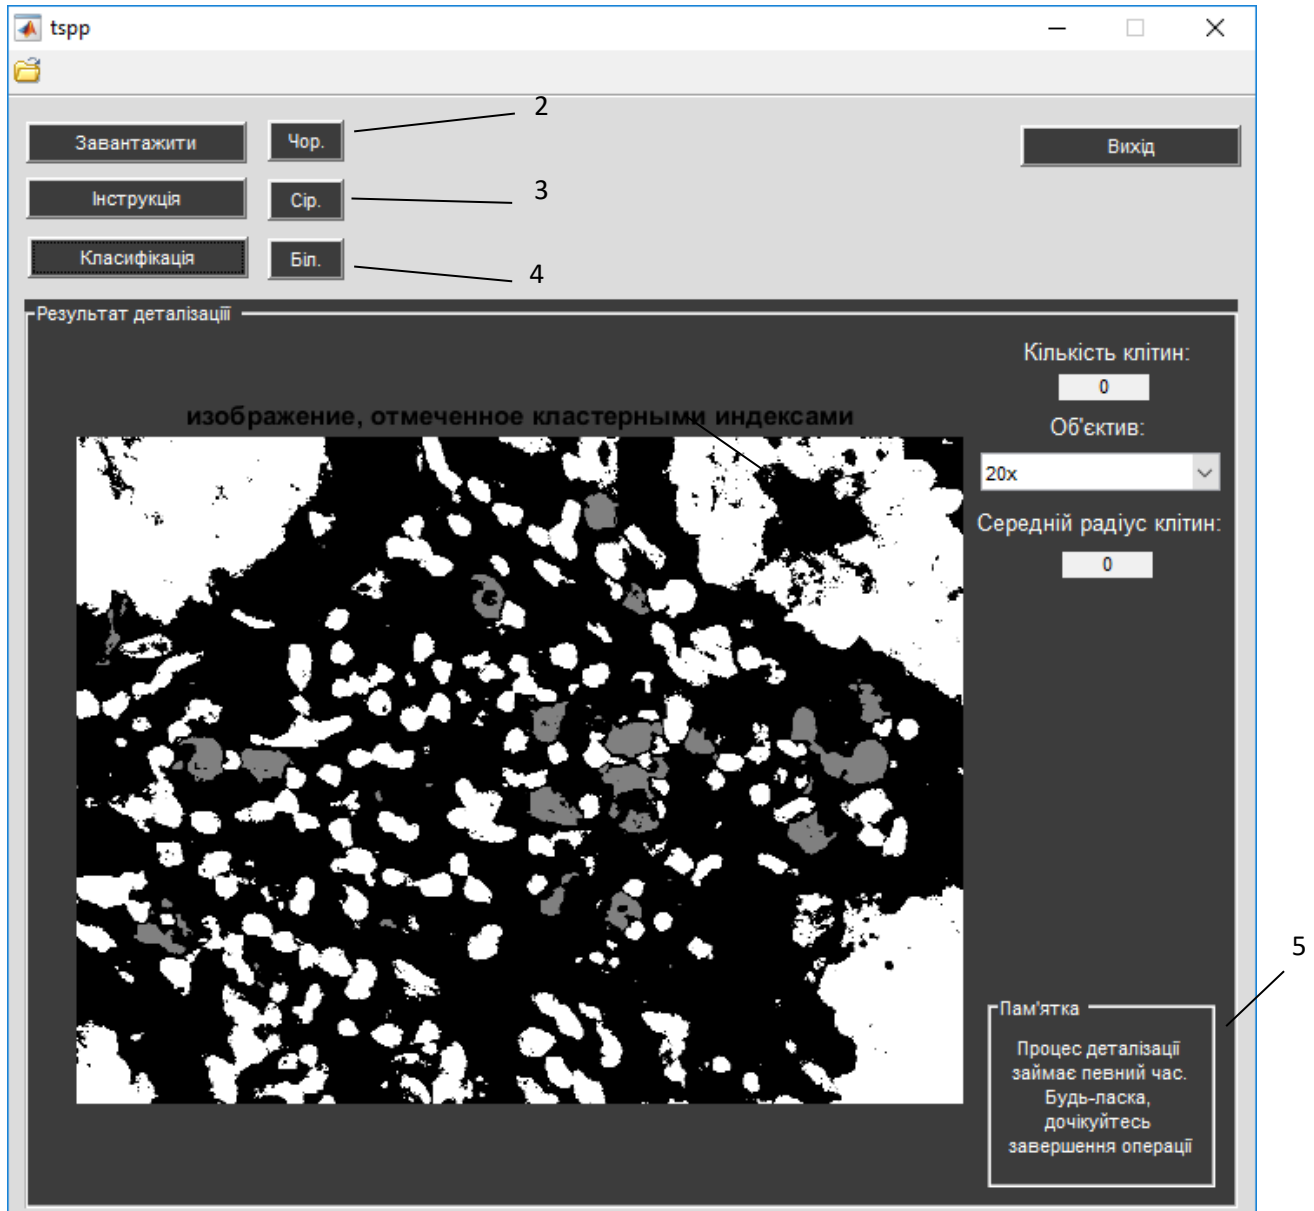 tspp
2
Завантажити
Чор.
Вихід
3
Інструкція
Сір.
4
Класифікація
Біл.
Результат деталізаціїї
Кількість клітин:
0
изображение, отмеченное кластерными индексами
Об'єктив:
20x
Середній радіус клітин:
0
5
Пам'ятка
Процес деталізації
займає певний час.
Будь-ласка,
дочікуйтесь
завершення операції